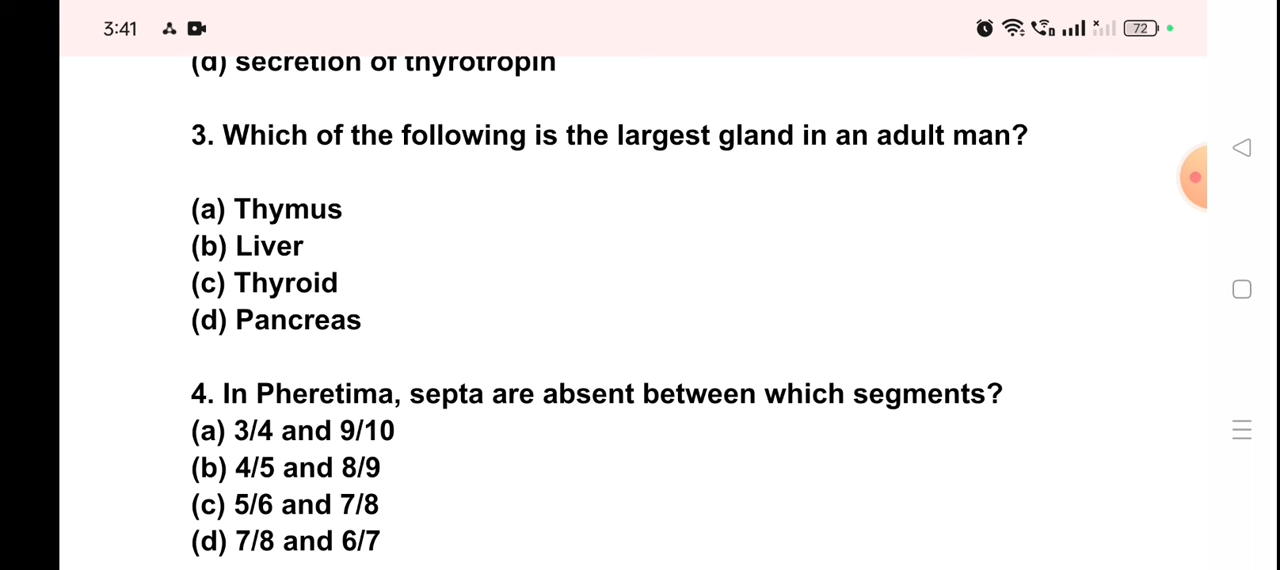 3:41
72
(d) secretion of thyrotropin
3. Which of the following is the largest gland in an adult man?
(a) Thymus
(b) Liver
(c) Thyroid
(d) Pancreas
4. In Pheretima, septa are absent between which segments?
(a) 3/4 and 9/10
(b) 4/5 and 8/9
(c) 5/6 and 7/8
(d) 7/8 and 6/7